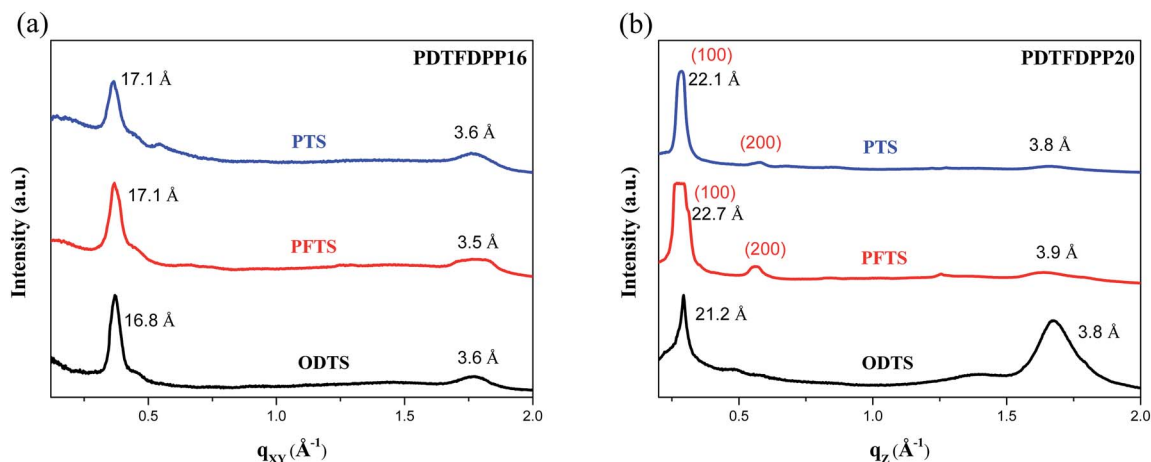 (a)
PDTFDPP16
17.1 Å
PTS
3.6 Å
17.1 Å
PFTS
3.5 Å
16.8 Å
ODTS
3.6 Å
Intensity (a.u.)
0.5 1.0 1.5 2.0
qXY (Å-1)
(b)
PDTFDPP20
(100)
22.1 Å
(200)
PTS
3.8 Å
(100)
22.7 Å
(200)
PFTS
3.9 Å
21.2 Å
ODTS
3.8 Å
Intensity (a.u.)
0.5 1.0 1.5 2.0
qZ (Å-1)